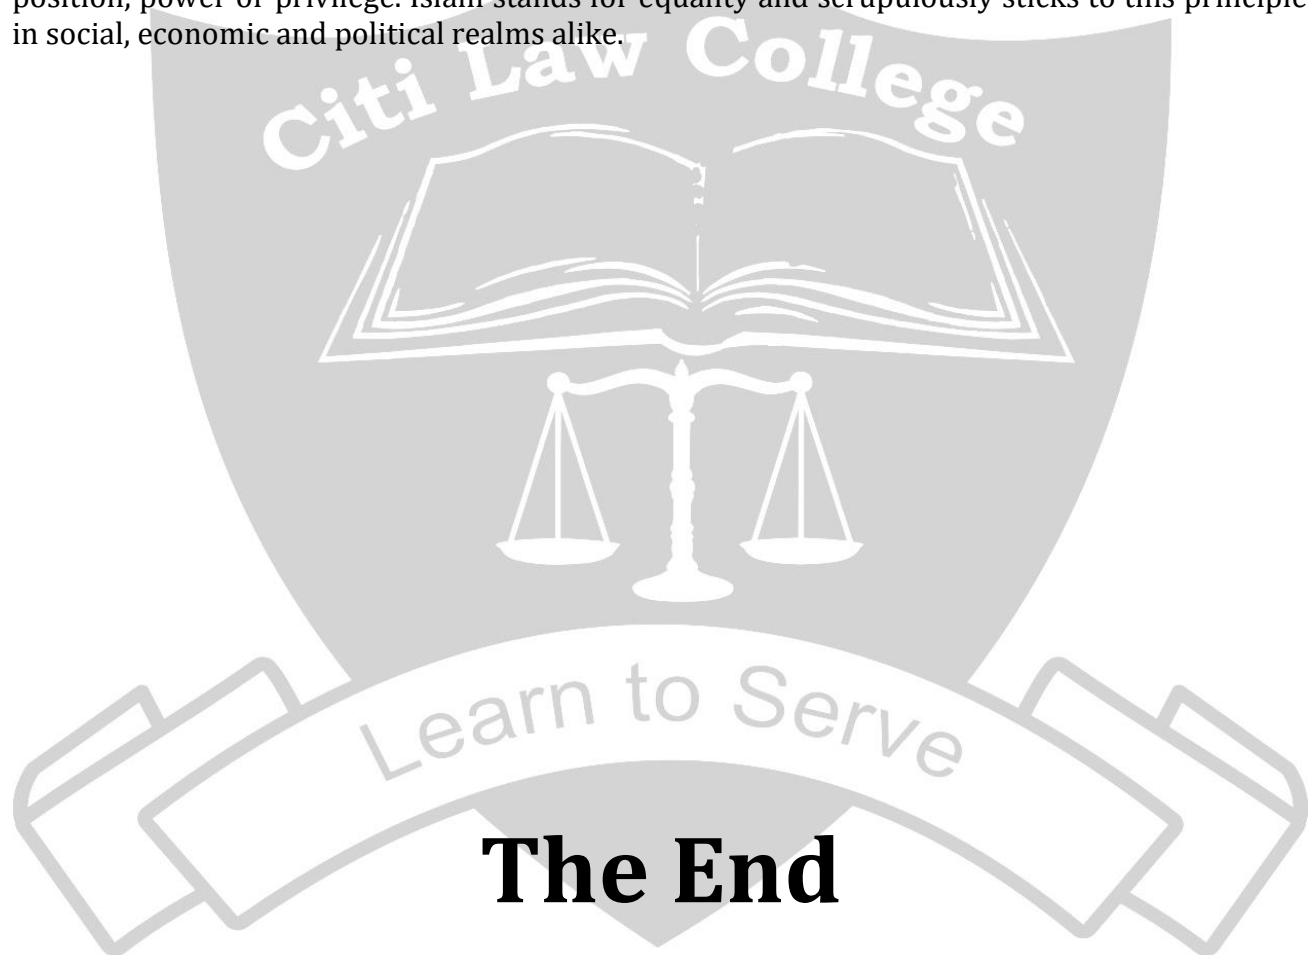 position, power or privilege. Islam stands for equality and scrupulously sticks to this principle
in social, economic and political realms alike.
Citi Law College
Learn to Serve
The End